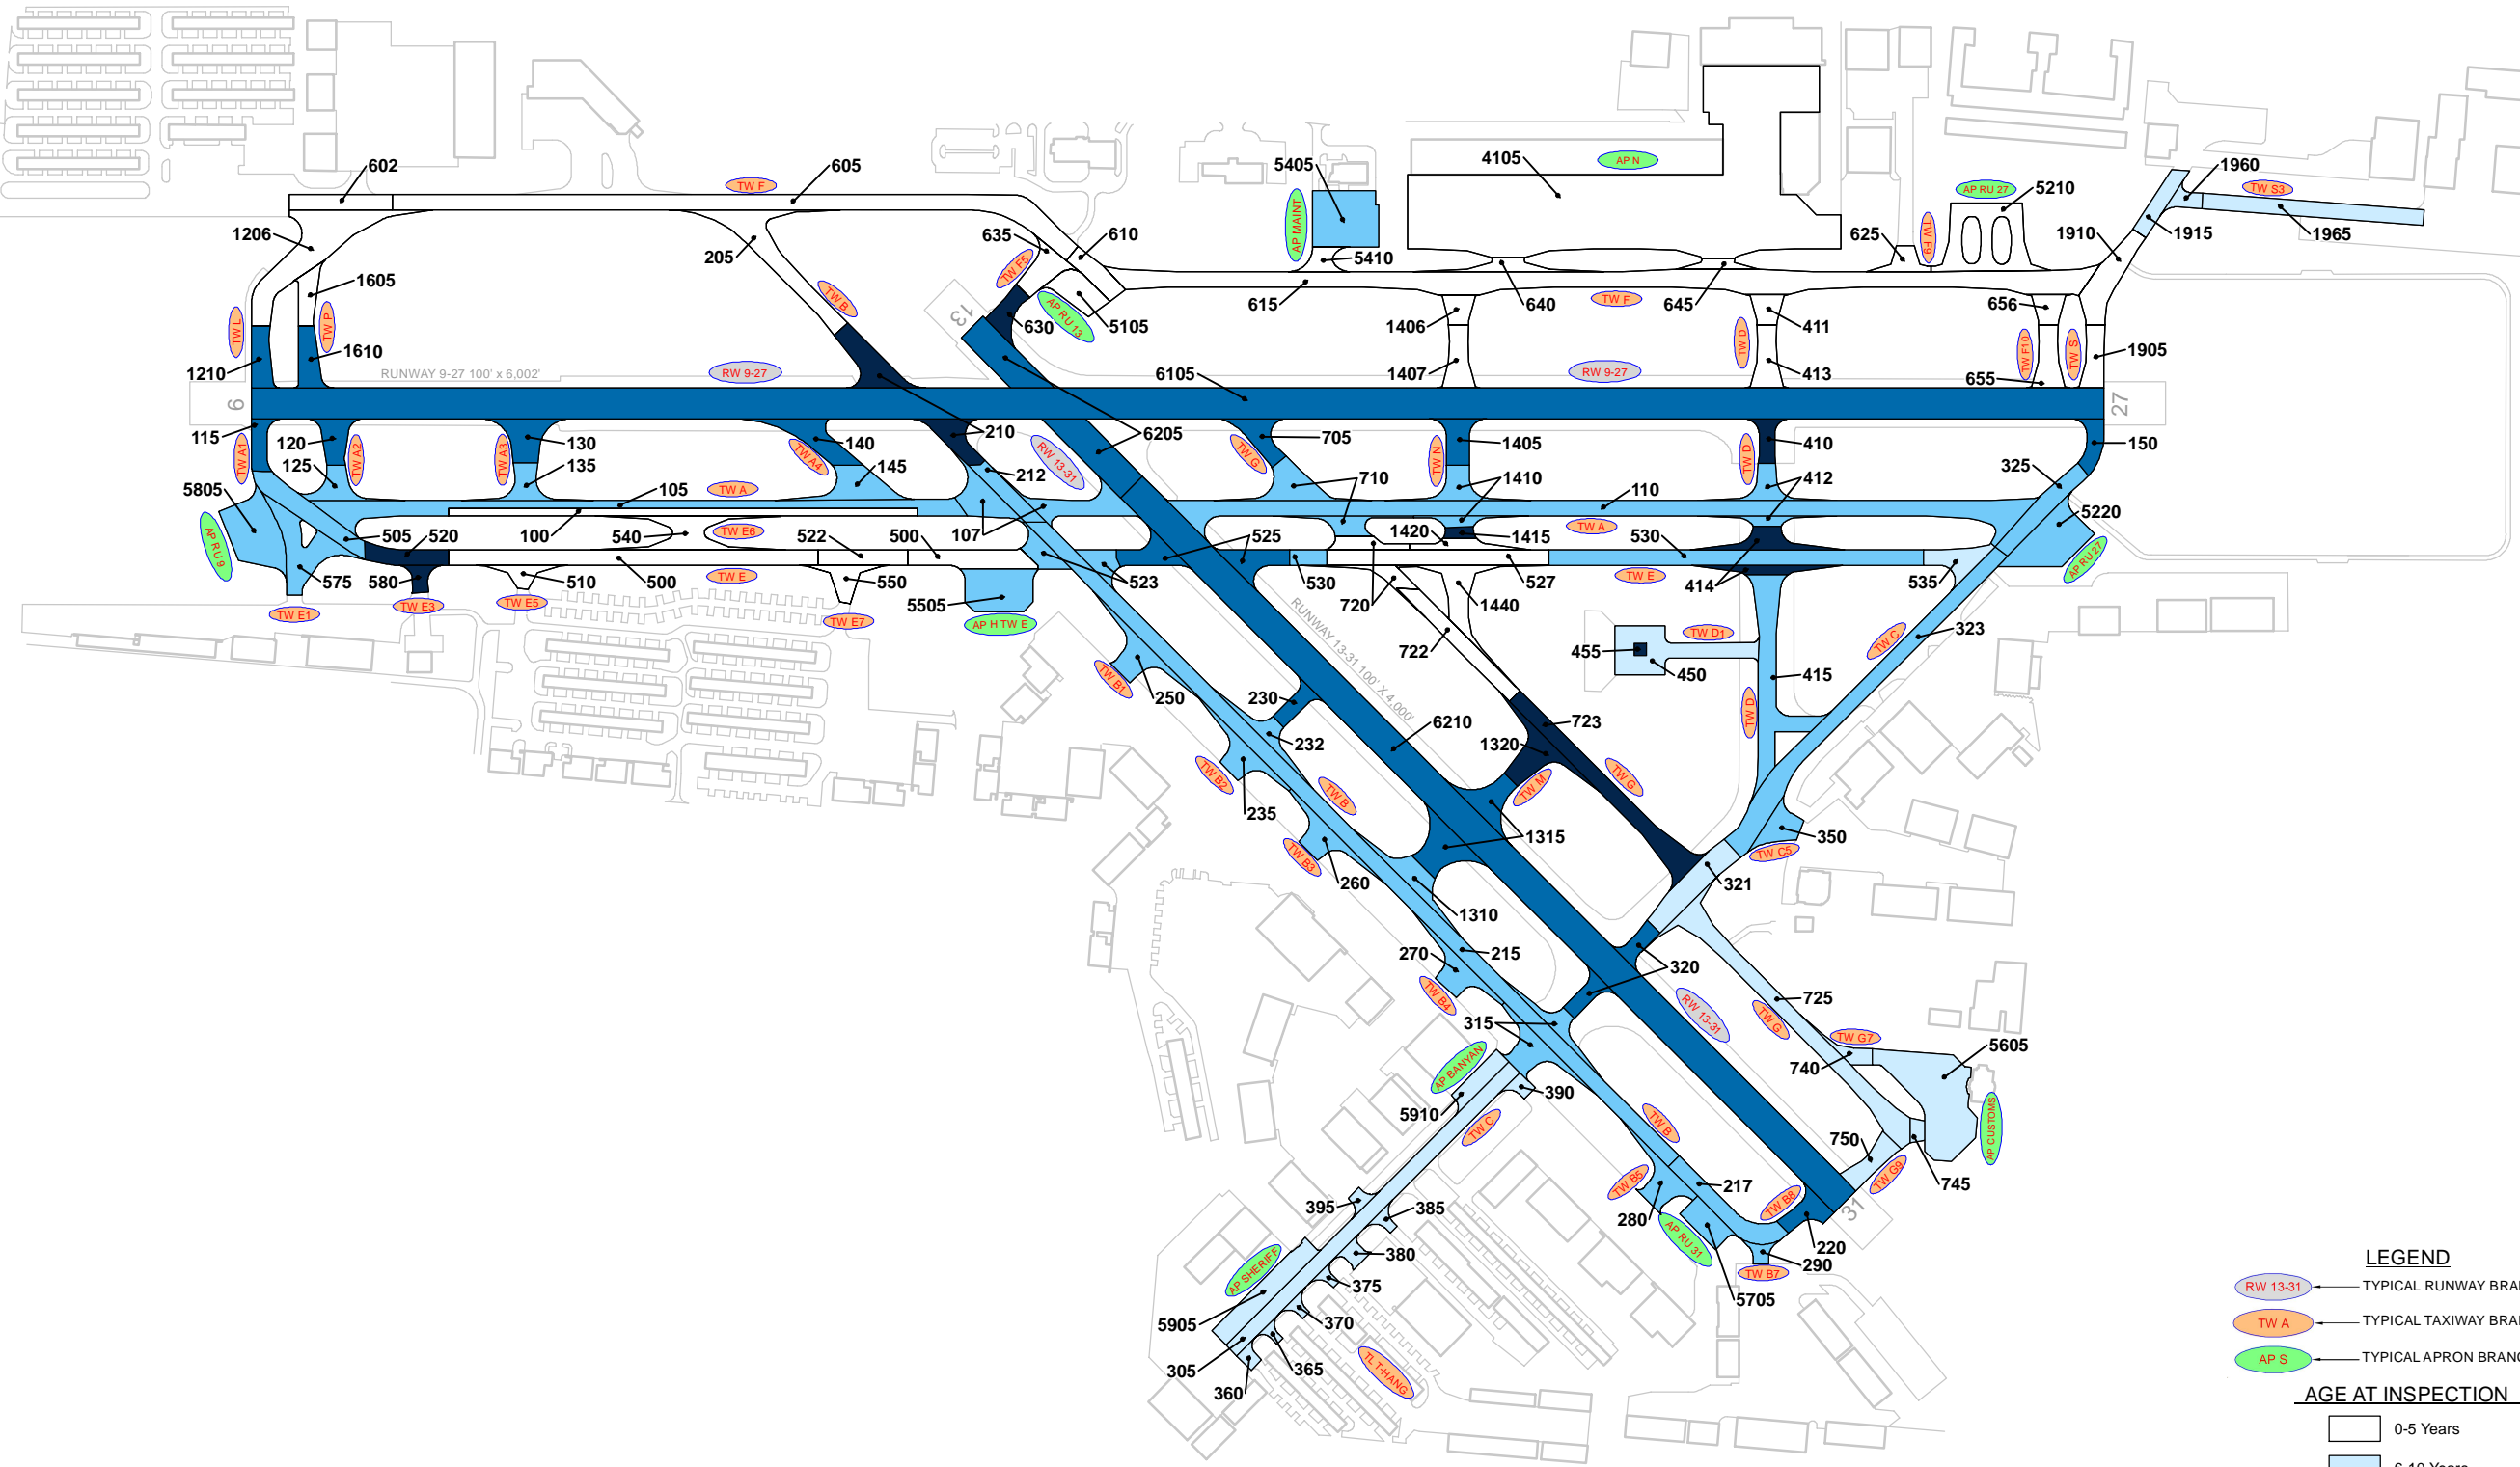 602
605
TW F
5405
4105
AP N
1960
TW S3
AP RU 27
5210
1206
205
635
610
AP MAINT
5410
625
TW F9
1910
1915
1965
1605
TW F5
TW B
13
630
AP RU 13
5105
615
640
TW F
645
1406
411
656
TW L
TW P
1210
1610
RUNWAY 9-27 100' x 6,002'
RW 9-27
6105
1407
RW 9-27
TW D
413
655
TW F10
TW S
1905
9
27
115
TW A1
120
125
TW A2
TW A3
130
135
140
TW A4
145
210
212
RW 13-31
6205
705
TW G
710
TW N
1405
1410
TW D
410
412
325
150
5805
AP RU 9
105
TW A
110
5220
505
520
100
540
TW E6
522
500
107
525
1420
1415
TW A
530
575
580
510
500
TW E
550
5505
523
530
720
527
1440
TW E
414
535
AP RU 27
TW E1
TW E3
TW E5
TW E7
AP H TW E
RUNWAY 13-31 100' X 4,000'
722
455
450
TW D1
TW C
323
415
TW B1
250
230
232
6210
723
1320
TW D
TW B2
235
TW B
TW M
TW G
1315
350
TW C5
TW B3
260
321
1310
270
215
320
TW B4
315
RW 13-31
725
TW G
TW G7
5605
740
AP BANYAN
5910
390
TW C
TW B
750
745
TW G9
AP CUSTOMS
395
385
TW B5
280
217
TW B8
31
220
AP RU 31
290
TW B7
5705
AP SHERIFF
380
375
370
5905
305
360
365
TL T-HANG
LEGEND
RW 13-31 TYPICAL RUNWAY BRA
TW A TYPICAL TAXIWAY BRA
AP S TYPICAL APRON BRAN
AGE AT INSPECTION
0-5 Years
6-10 Years